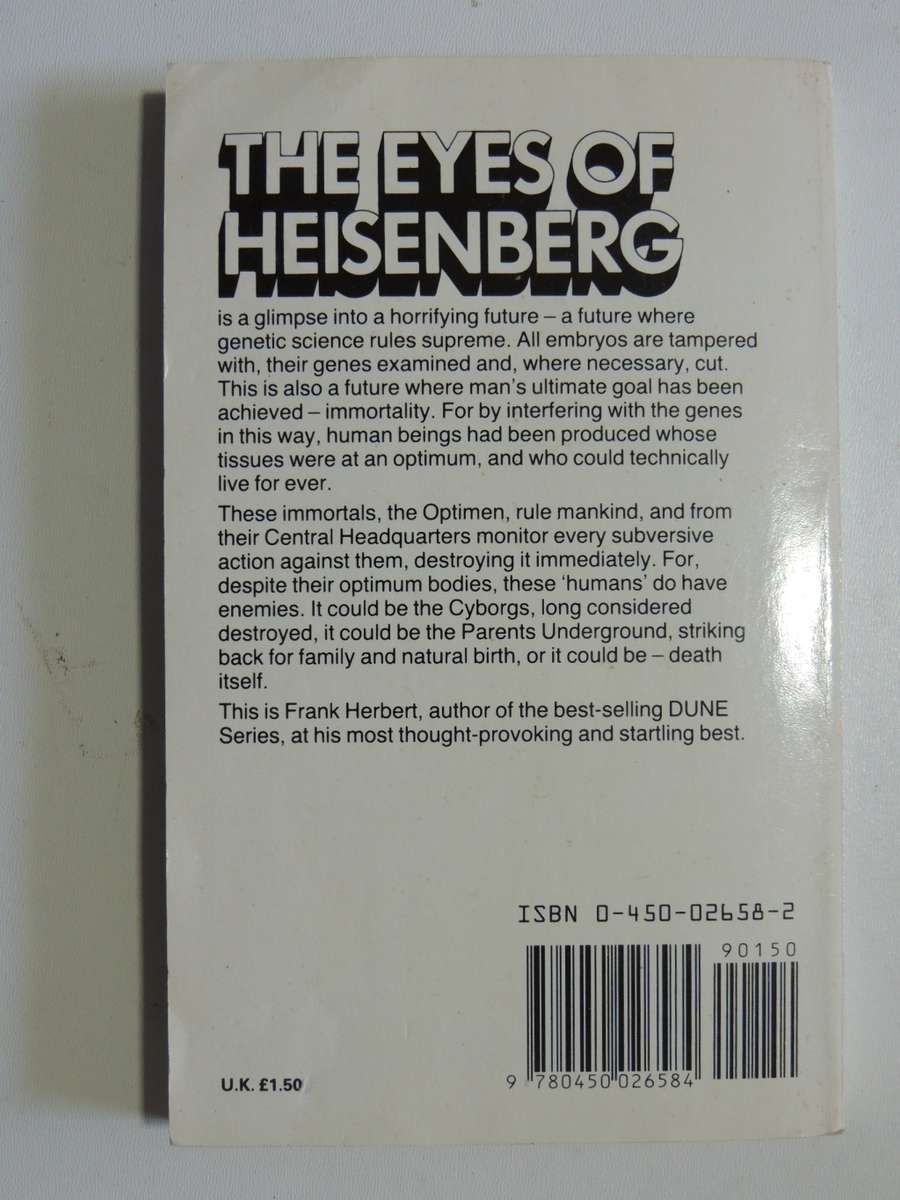 THE EYES OF
HEISENBERG
is a glimpse into a horrifying future – a future where
genetic science rules supreme. All embryos are tampered
with, their genes examined and, where necessary, cut.
This is also a future where man's ultimate goal has been
achieved – immortality. For by interfering with the genes
in this way, human beings had been produced whose
tissues were at an optimum, and who could technically
live for ever.
These immortals, the Optimen, rule mankind, and from
their Central Headquarters monitor every subversive
action against them, destroying it immediately. For,
despite their optimum bodies, these 'humans' do have
enemies. It could be the Cyborgs, long considered
destroyed, it could be the Parents Underground, striking
back for family and natural birth, or it could be – death
itself.
This is Frank Herbert, author of the best-selling DUNE
Series, at his most thought-provoking and startling best.
ISBN 0-450-02658-2
90150
9 780450 026584
U.K. £1.50